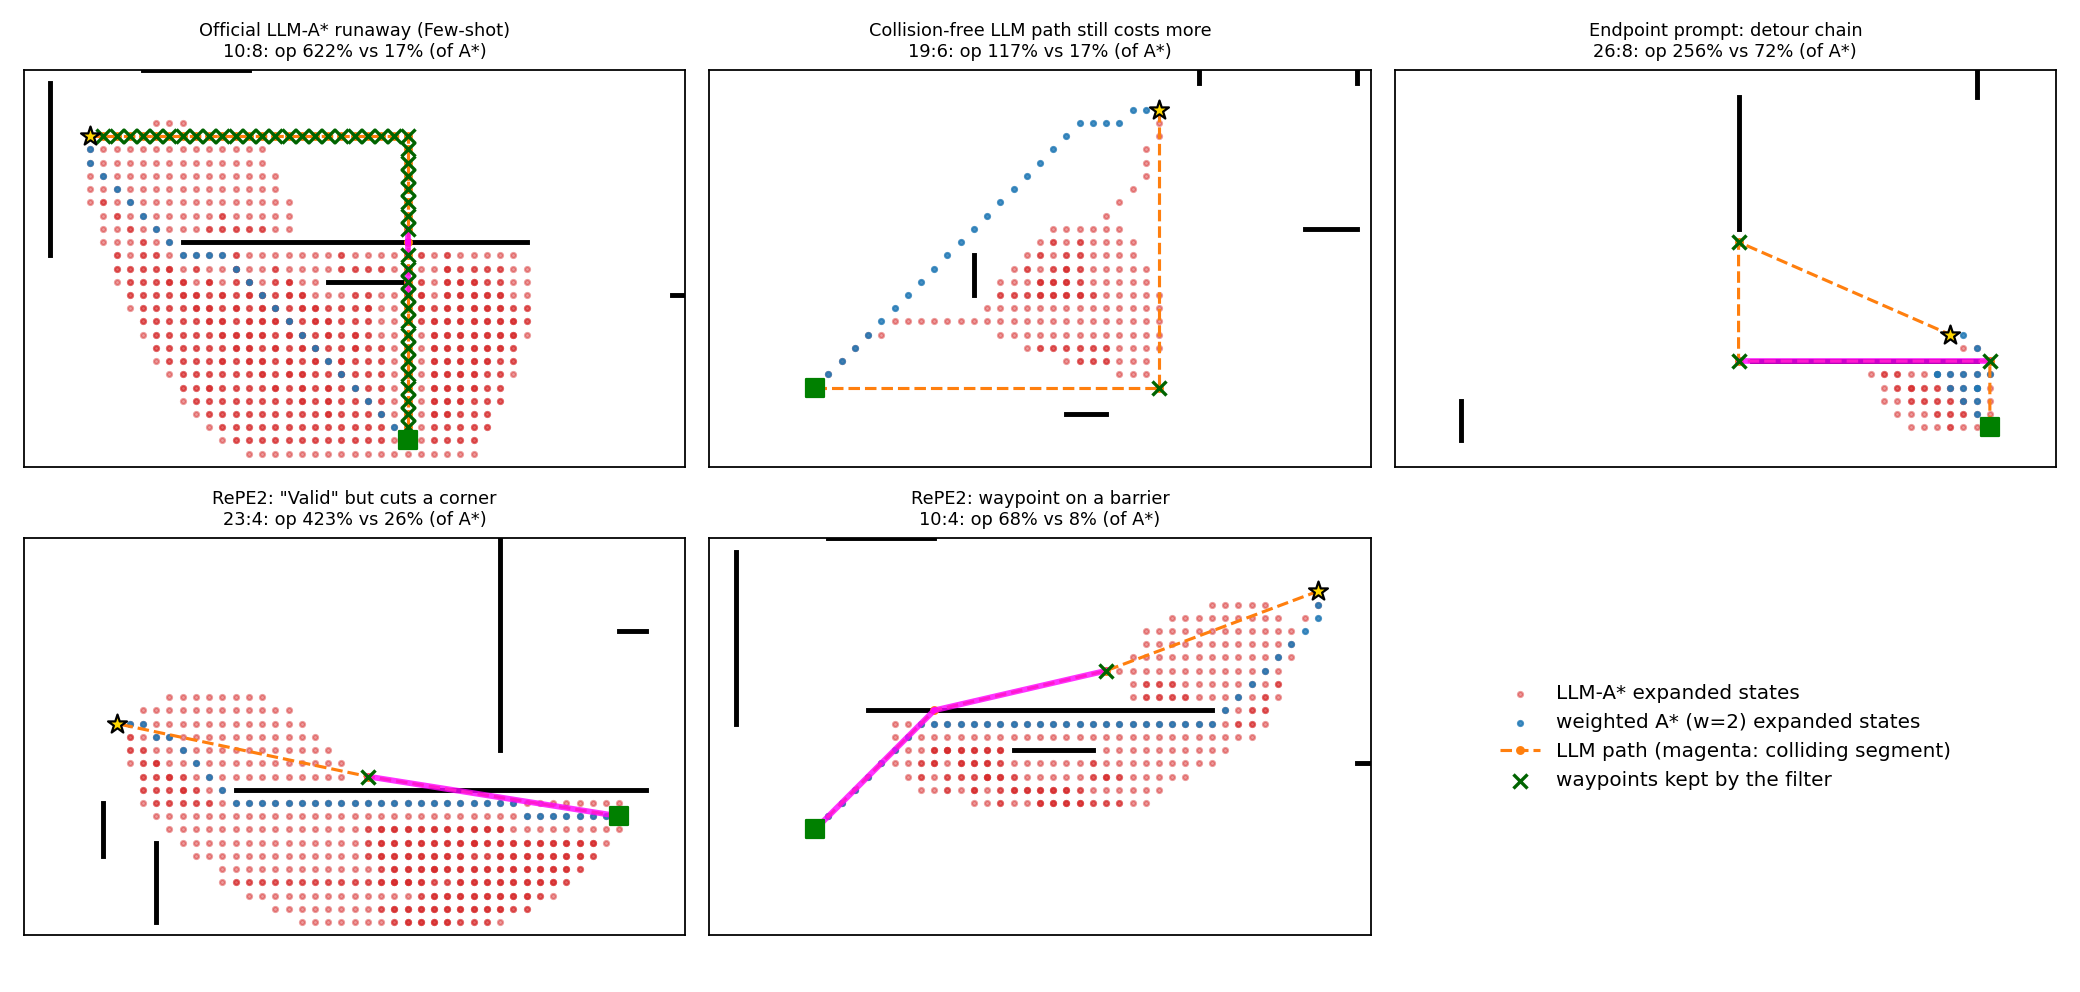 Official LLM-A* runaway (Few-shot)
10:8: op 622% vs 17% (of A*)
Collision-free LLM path still costs more
19:6: op 117% vs 17% (of A*)
Endpoint prompt: detour chain
26:8: op 256% vs 72% (of A*)
RePE2: "Valid" but cuts a corner
23:4: op 423% vs 26% (of A*)
RePE2: waypoint on a barrier
10:4: op 68% vs 8% (of A*)
LLM-A* expanded states
weighted A* (w=2) expanded states
LLM path (magenta: colliding segment)
waypoints kept by the filter